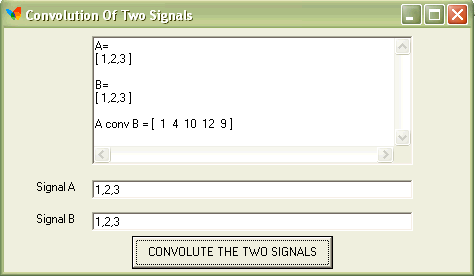 Convolution Of Two Signals
A=
[ 1,2,3 ]
B=
[ 1,2,3 ]
A conv B = [ 1 4 10 12 9 ]
Signal A 1,2,3
Signal B 1,2,3
CONVOLUTE THE TWO SIGNALS